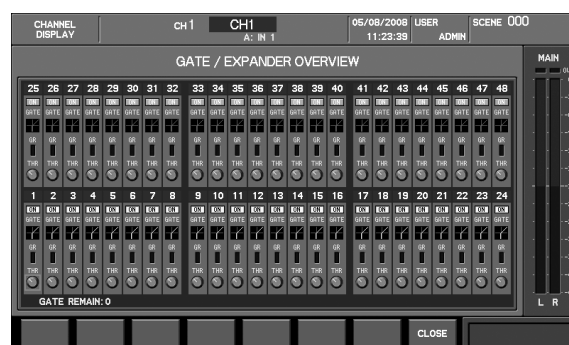 CHANNEL DISPLAY CH 1 CH1 A: IN 1 05/08/2008 11:23:39 USER ADMIN SCENE 000
GATE / EXPANDER OVERVIEW MAIN
25 26 27 28 29 30 31 32 33 34 35 36 37 38 39 40 41 42 43 44 45 46 47 48
ON ON ON ON ON ON ON ON ON ON ON ON ON ON ON ON ON ON ON ON ON ON ON ON
GATE GATE GATE GATE GATE GATE GATE GATE GATE GATE GATE GATE GATE GATE GATE GATE GATE GATE GATE GATE GATE GATE GATE GATE
GR GR GR GR GR GR GR GR GR GR GR GR GR GR GR GR GR GR GR GR GR GR GR GR
THR THR THR THR THR THR THR THR THR THR THR THR THR THR THR THR THR THR THR THR THR THR THR THR
1 2 3 4 5 6 7 8 9 10 11 12 13 14 15 16 17 18 19 20 21 22 23 24
ON ON ON ON ON ON ON ON ON ON ON ON ON ON ON ON ON ON ON ON ON ON ON ON
GATE GATE GATE GATE GATE GATE GATE GATE GATE GATE GATE GATE GATE GATE GATE GATE GATE GATE GATE GATE GATE GATE GATE GATE
GR GR GR GR GR GR GR GR GR GR GR GR GR GR GR GR GR GR GR GR GR GR GR GR
THR THR THR THR THR THR THR THR THR THR THR THR THR THR THR THR THR THR THR THR THR THR THR THR
GATE REMAIN: 0 L R
CLOSE